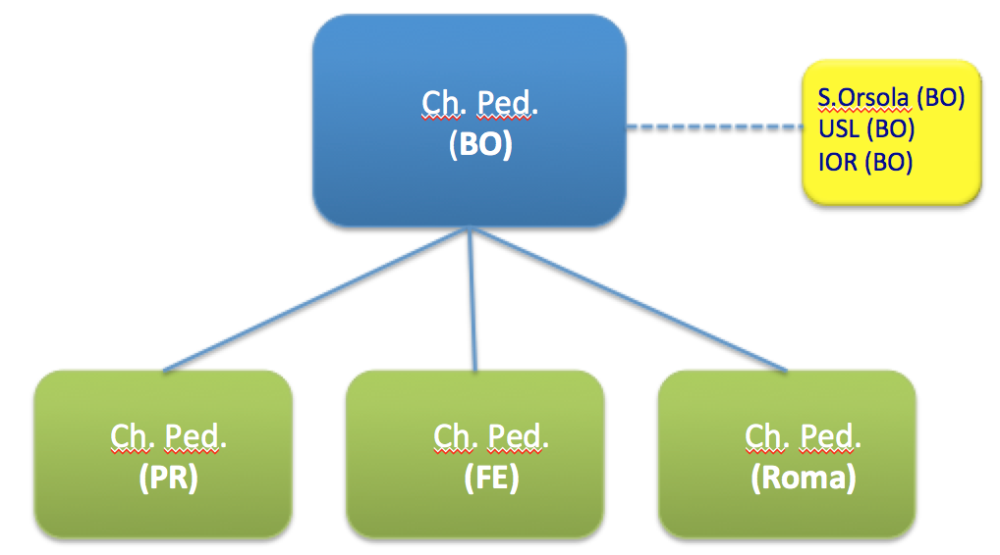 Ch. Ped.
(BO)
S.Orsola (BO)
USL (BO)
IOR (BO)
Ch. Ped.
(PR)
Ch. Ped.
(FE)
Ch. Ped.
(Roma)